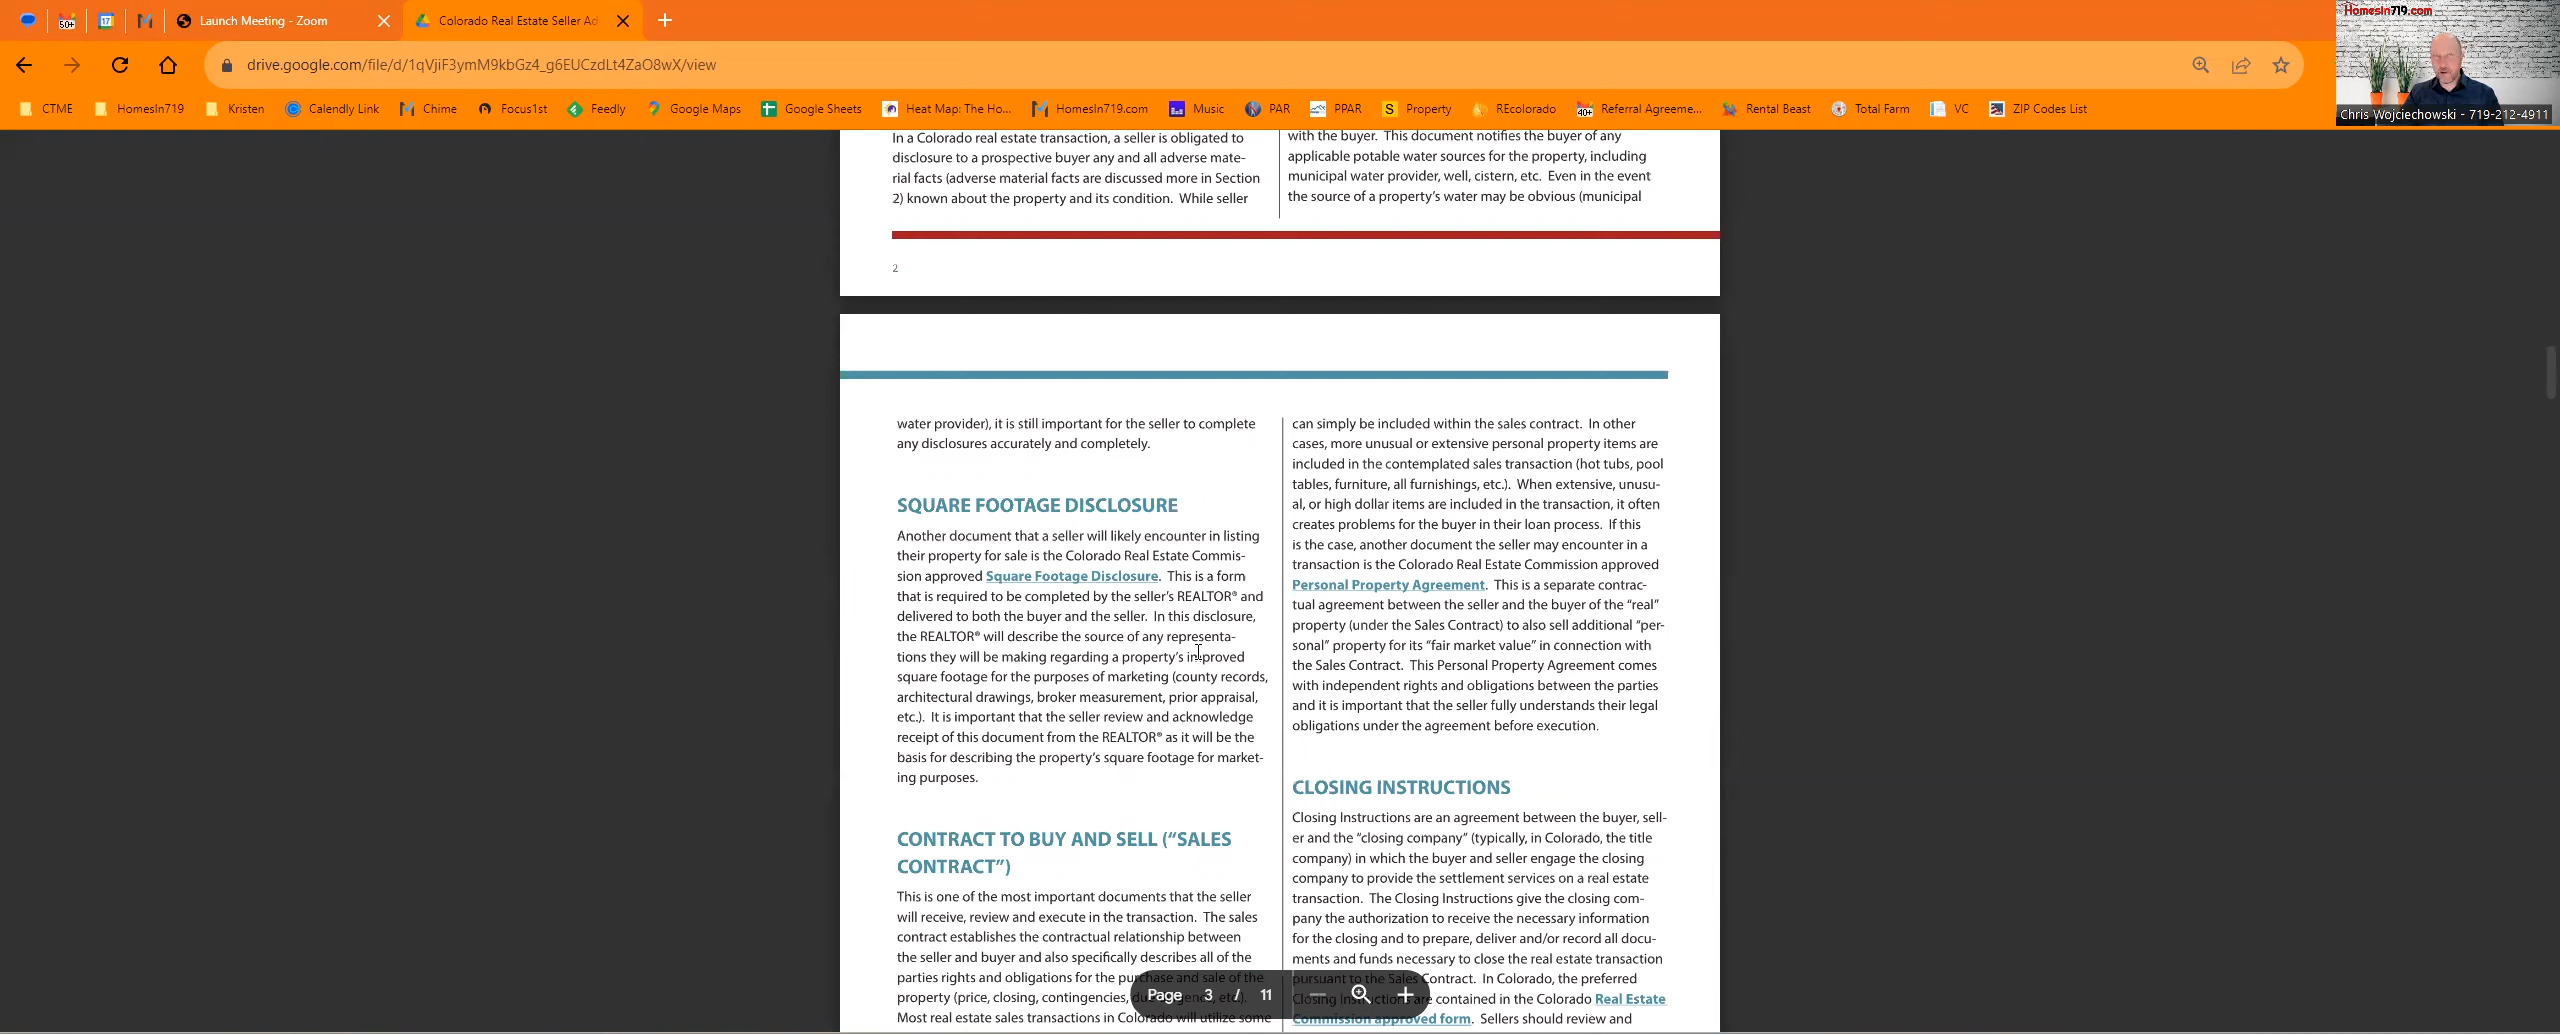 50+
17
Launch Meeting - Zoom
Colorado Real Estate Seller Ad
drive.google.com/file/d/1qVjiF3ymM9kbGz4_g6EUCzdLt4ZaO8wX/view
CTME
HomesIn719
Kristen
Calendly Link
Chime
Focus1st
Feedly
Google Maps
Google Sheets
Heat Map: The Ho...
HomesIn719.com
Music
PAR
PPAR
S Property
REcolorado
40+ Referral Agreeme...
Rental Beast
Total Farm
VC
ZIP Codes List
HomesIn719.com
Chris Wojciechowski - 719-212-4911
In a Colorado real estate transaction, a seller is obligated to
disclosure to a prospective buyer any and all adverse mate-
rial facts (adverse material facts are discussed more in Section
2) known about the property and its condition. While seller
with the buyer. This document notifies the buyer of any
applicable potable water sources for the property, including
municipal water provider, well, cistern, etc. Even in the event
the source of a property's water may be obvious (municipal
2
water provider), it is still important for the seller to complete
any disclosures accurately and completely.
SQUARE FOOTAGE DISCLOSURE
Another document that a seller will likely encounter in listing
their property for sale is the Colorado Real Estate Commis-
sion approved Square Footage Disclosure. This is a form
that is required to be completed by the seller's REALTOR® and
delivered to both the buyer and the seller. In this disclosure,
the REALTOR® will describe the source of any representa-
tions they will be making regarding a property's improved
square footage for the purposes of marketing (county records,
architectural drawings, broker measurement, prior appraisal,
etc.). It is important that the seller review and acknowledge
receipt of this document from the REALTOR® as it will be the
basis for describing the property's square footage for market-
ing purposes.
CONTRACT TO BUY AND SELL ("SALES
CONTRACT")
This is one of the most important documents that the seller
will receive, review and execute in the transaction. The sales
contract establishes the contractual relationship between
the seller and buyer and also specifically describes all of the
parties rights and obligations for the purchase and sale of the
property (price, closing, contingencies, due diligence, etc.).
Most real estate sales transactions in Colorado will utilize some
can simply be included within the sales contract. In other
cases, more unusual or extensive personal property items are
included in the contemplated sales transaction (hot tubs, pool
tables, furniture, all furnishings, etc.). When extensive, unusu-
al, or high dollar items are included in the transaction, it often
creates problems for the buyer in their loan process. If this
is the case, another document the seller may encounter in a
transaction is the Colorado Real Estate Commission approved
Personal Property Agreement. This is a separate contrac-
tual agreement between the seller and the buyer of the "real"
property (under the Sales Contract) to also sell additional "per-
sonal" property for its "fair market value" in connection with
the Sales Contract. This Personal Property Agreement comes
with independent rights and obligations between the parties
and it is important that the seller fully understands their legal
obligations under the agreement before execution.
CLOSING INSTRUCTIONS
Closing Instructions are an agreement between the buyer, sell-
er and the "closing company" (typically, in Colorado, the title
company) in which the buyer and seller engage the closing
company to provide the settlement services on a real estate
transaction. The Closing Instructions give the closing com-
pany the authorization to receive the necessary information
for the closing and to prepare, deliver and/or record all docu-
ments and funds necessary to close the real estate transaction
pursuant to the Sales Contract. In Colorado, the preferred
Closing Instructions are contained in the Colorado Real Estate
Commission approved form. Sellers should review and
Page 3 / 11